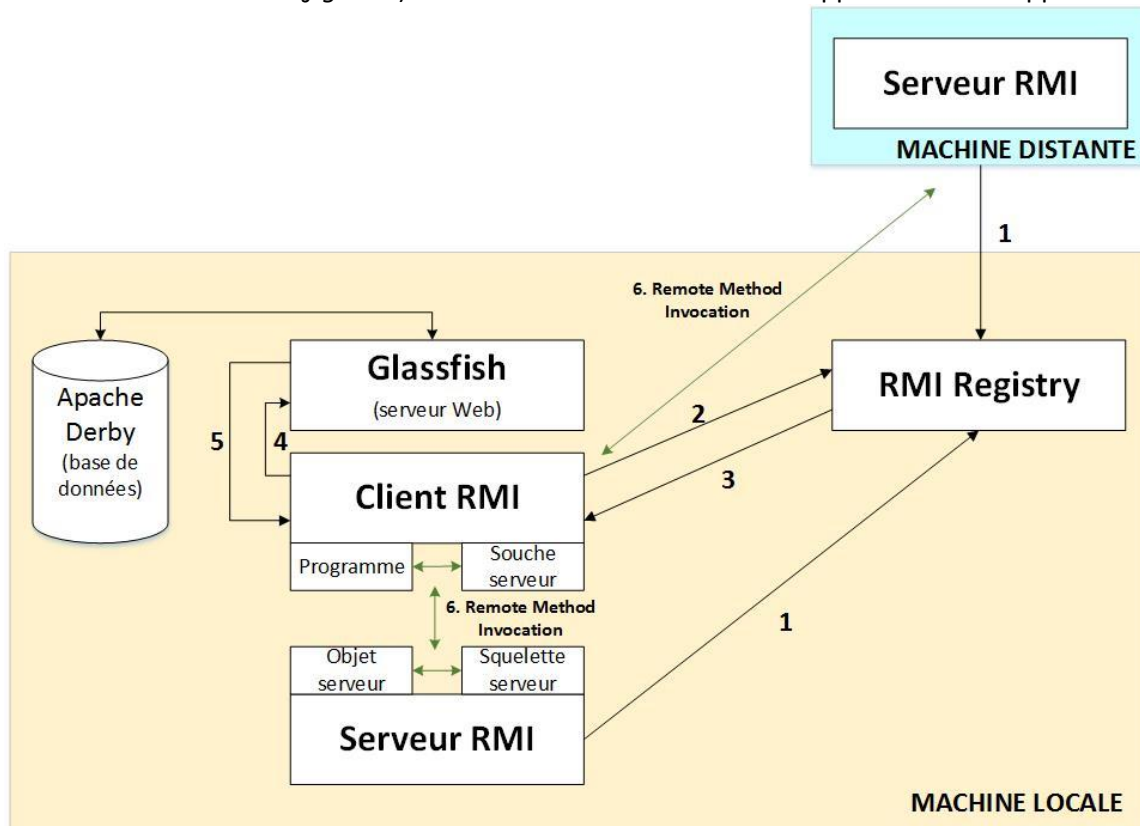 Serveur RMI
MACHINE DISTANTE
1
6. Remote Method
Invocation
Apache
Derby
(base de
données)
Glassfish
(serveur Web)
RMI Registry
5
4
2
3
Client RMI
Programme
Souche
serveur
6. Remote Method
Invocation
1
Objet
serveur
Squelette
serveur
Serveur RMI
MACHINE LOCALE